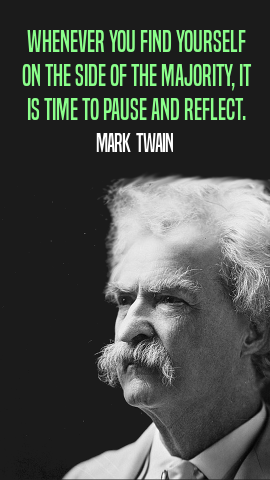 WHENEVER YOU FIND YOURSELF
ON THE SIDE OF THE MAJORITY, IT
IS TIME TO PAUSE AND REFLECT.
MARK TWAIN